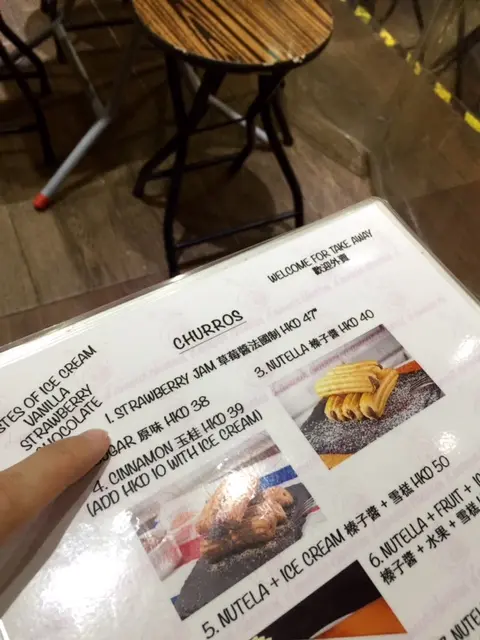 WELCOME FOR TAKE AWAY
歡迎外賣
CHURROS
OF ICE CREAM
VANILLA
STRAWBERRY
CHOCOLATE
1. STRAWBERRY JAM 草莓醬法國制 HKD 47
SUGAR 原味 HKD 38
3. NUTELLA 榛子醬 HKD 40
4. CINNAMON 玉桂 HKD 39
(ADD HKD 10 WITH ICE CREAM)
5. NUTELA + ICE CREAM 榛子醬 + 雪糕 HKD 50
6. NUTELLA + FRUIT +
榛子醬 + 水果 + 雪糕